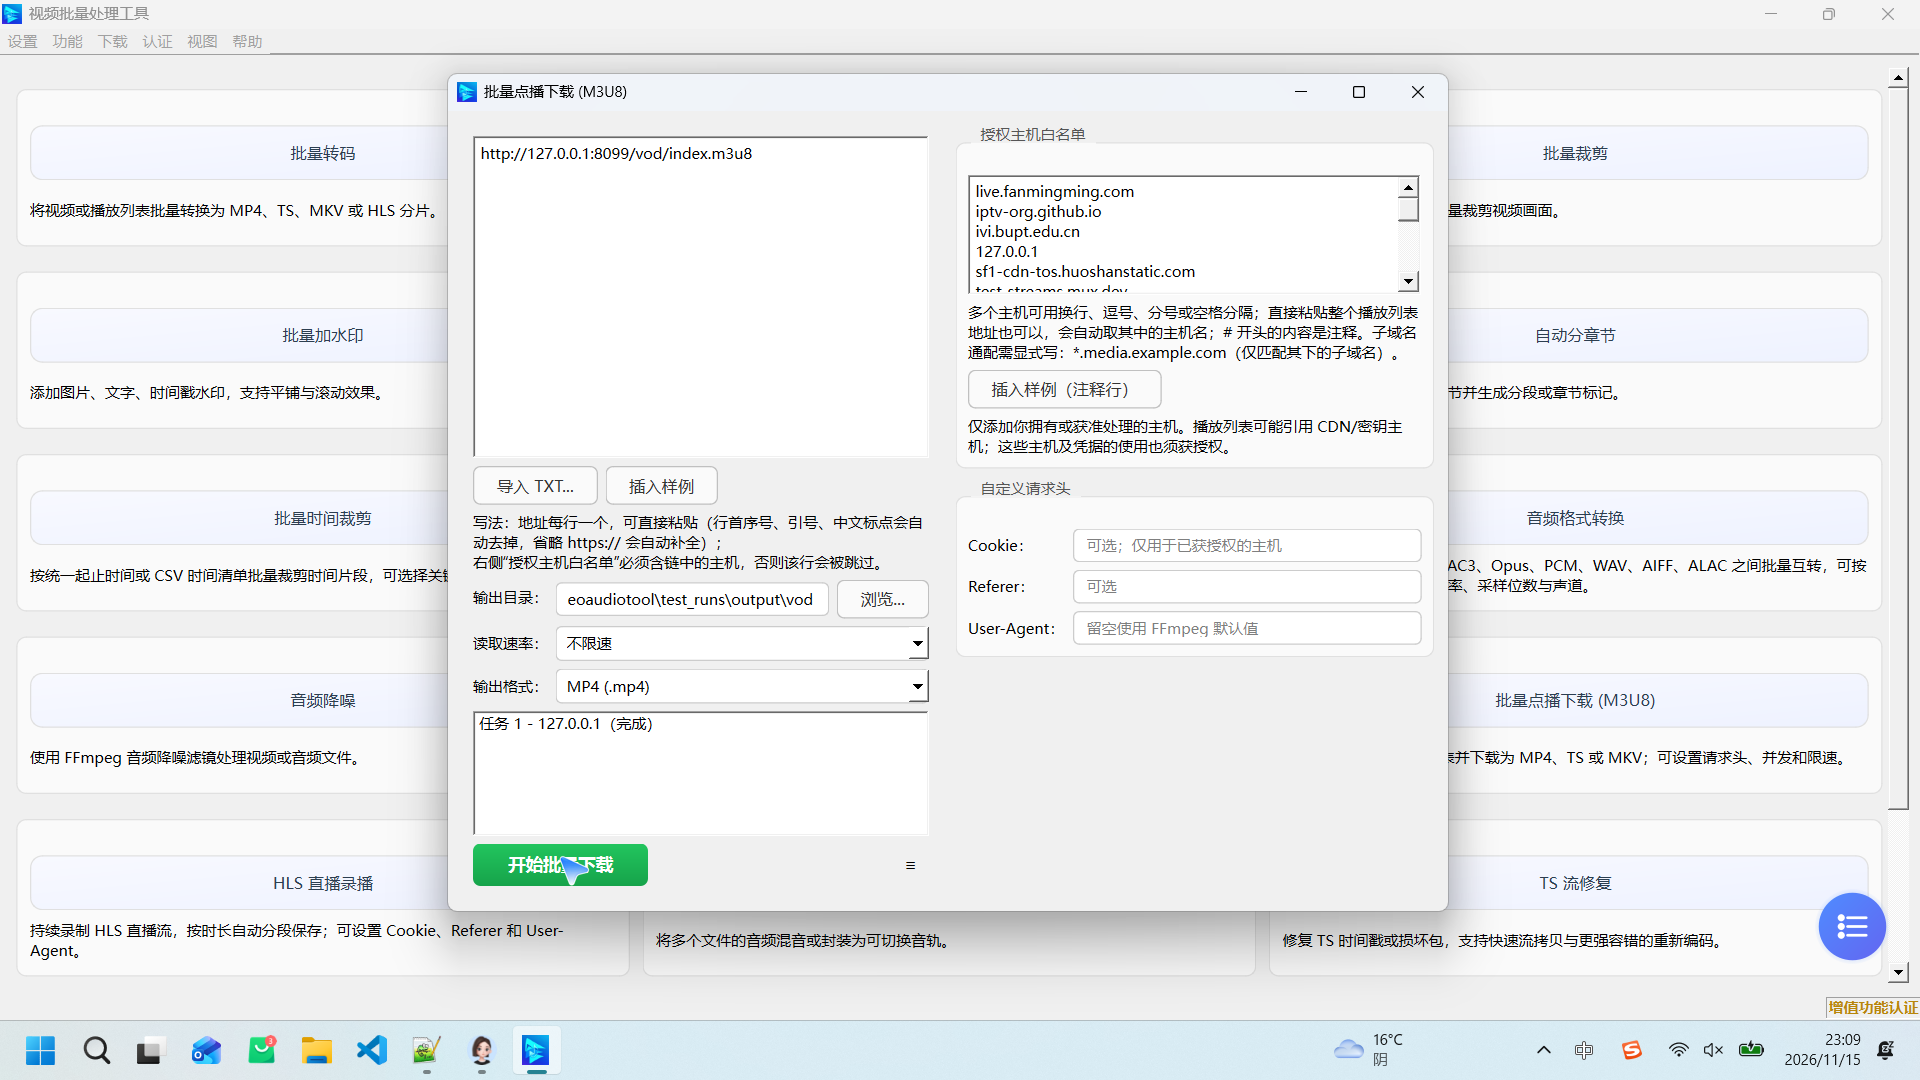 视频批量处理工具
设置 功能 下载 认证 视图 帮助
批量转码
将视频或播放列表批量转换为 MP4、TS、MKV 或 HLS 分片。
批量加水印
添加图片、文字、时间戳水印，支持平铺与滚动效果。
批量时间裁剪
按统一起止时间或 CSV 时间清单批量裁剪时间片段，可选择关键
音频降噪
使用 FFmpeg 音频降噪滤镜处理视频或音频文件。
HLS 直播录播
持续录制 HLS 直播流，按时长自动分段保存；可设置 Cookie、Referer 和 User-
Agent。
批量点播下载 (M3U8)
http://127.0.0.1:8099/vod/index.m3u8
导入 TXT... 插入样例
写法：地址每行一个，可直接粘贴（行首序号、引号、中文标点会自
动去掉，省略 https:// 会自动补全）；
右侧“授权主机白名单”必须含链中的主机，否则该行会被跳过。
输出目录： eoaudiotool\test_runs\output\vod 浏览...
读取速率： 不限速
输出格式： MP4 (.mp4)
任务 1 - 127.0.0.1（完成）
开始批量下载
授权主机白名单
live.fanmingming.com
iptv-org.github.io
ivi.bupt.edu.cn
127.0.0.1
sf1-cdn-tos.huoshanstatic.com
test-streams.mux.dev
多个主机可用换行、逗号、分号或空格分隔；直接粘贴整个播放列表
地址也可以，会自动取其中的主机名；# 开头的内容是注释。子域名
通配需显式写：*.media.example.com（仅匹配其下的子域名）。
插入样例（注释行）
仅添加你拥有或获准处理的主机。播放列表可能引用 CDN/密钥主
机；这些主机及凭据的使用也须获授权。
自定义请求头
Cookie： 可选；仅用于已获授权的主机
Referer： 可选
User-Agent： 留空使用 FFmpeg 默认值
将多个文件的音频混音或封装为可切换音轨。
批量裁剪
量裁剪视频画面。
自动分章节
节并生成分段或章节标记。
音频格式转换
AC3、Opus、PCM、WAV、AIFF、ALAC 之间批量互转，可按
率、采样位数与声道。
批量点播下载 (M3U8)
表并下载为 MP4、TS 或 MKV；可设置请求头、并发和限速。
TS 流修复
修复 TS 时间戳或损坏包，支持快速流拷贝与更强容错的重新编码。
增值功能认证
16°C
阴
中
23:09
2026/11/15